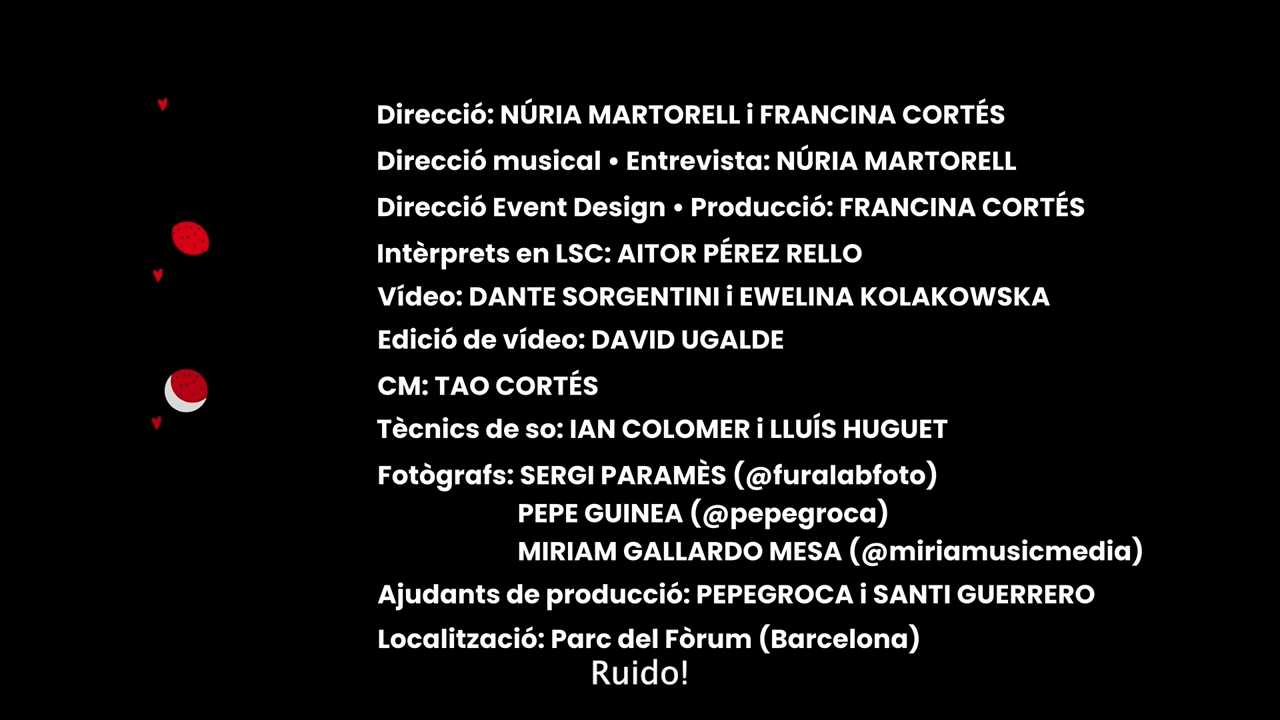 Direcció: NÚRIA MARTORELL i FRANCINA CORTÉS
Direcció musical • Entrevista: NÚRIA MARTORELL
Direcció Event Design • Producció: FRANCINA CORTÉS
Intèrprets en LSC: AITOR PÉREZ RELLO
Vídeo: DANTE SORGENTINI i EWELINA KOLAKOWSKA
Edició de vídeo: DAVID UGALDE
CM: TAO CORTÉS
Tècnics de so: IAN COLOMER i LLUÍS HUGUET
Fotògrafs: SERGI PARAMÈS (@furalabfoto)
PEPE GUINEA (@pepegroca)
MIRIAM GALLARDO MESA (@miriamusicmedia)
Ajudants de producció: PEPEGROCA i SANTI GUERRERO
Localització: Parc del Fòrum (Barcelona)
Ruido!